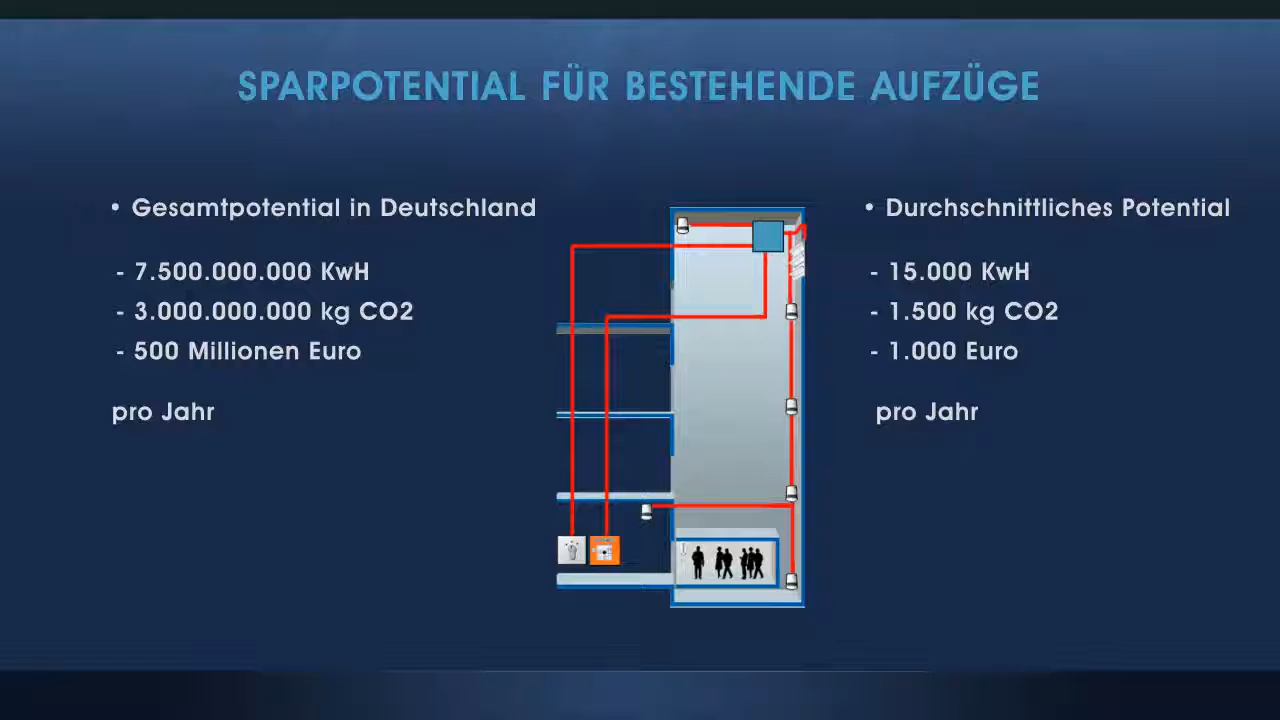 SPARPOTENTIAL FÜR BESTEHENDE AUFZÜGE
• Gesamtpotential in Deutschland
- 7.500.000.000 KwH
- 3.000.000.000 kg CO2
- 500 Millionen Euro
pro Jahr
• Durchschnittliches Potential
- 15.000 KwH
- 1.500 kg CO2
- 1.000 Euro
pro Jahr